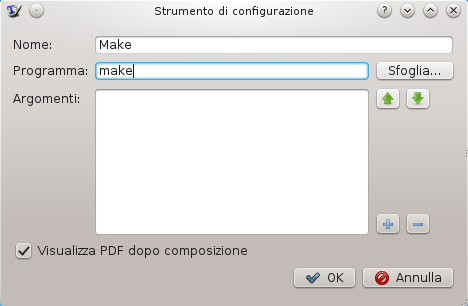 Strumento di configurazione
Nome: Make
Programma: make Sfoglia...
Argomenti:
Visualizza PDF dopo composizione
OK Annulla